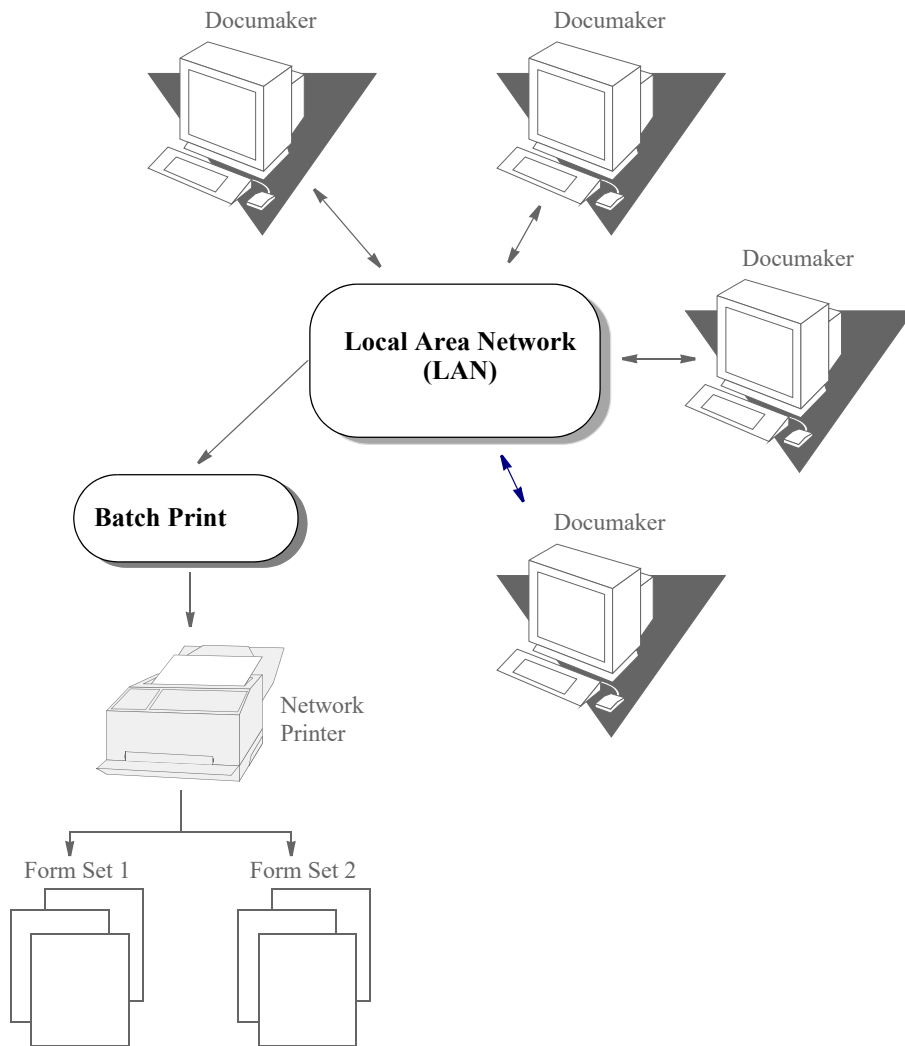 Documaker
Documaker
Documaker
Local Area Network
(LAN)
Batch Print
Documaker
Network
Printer
Form Set 1
Form Set 2